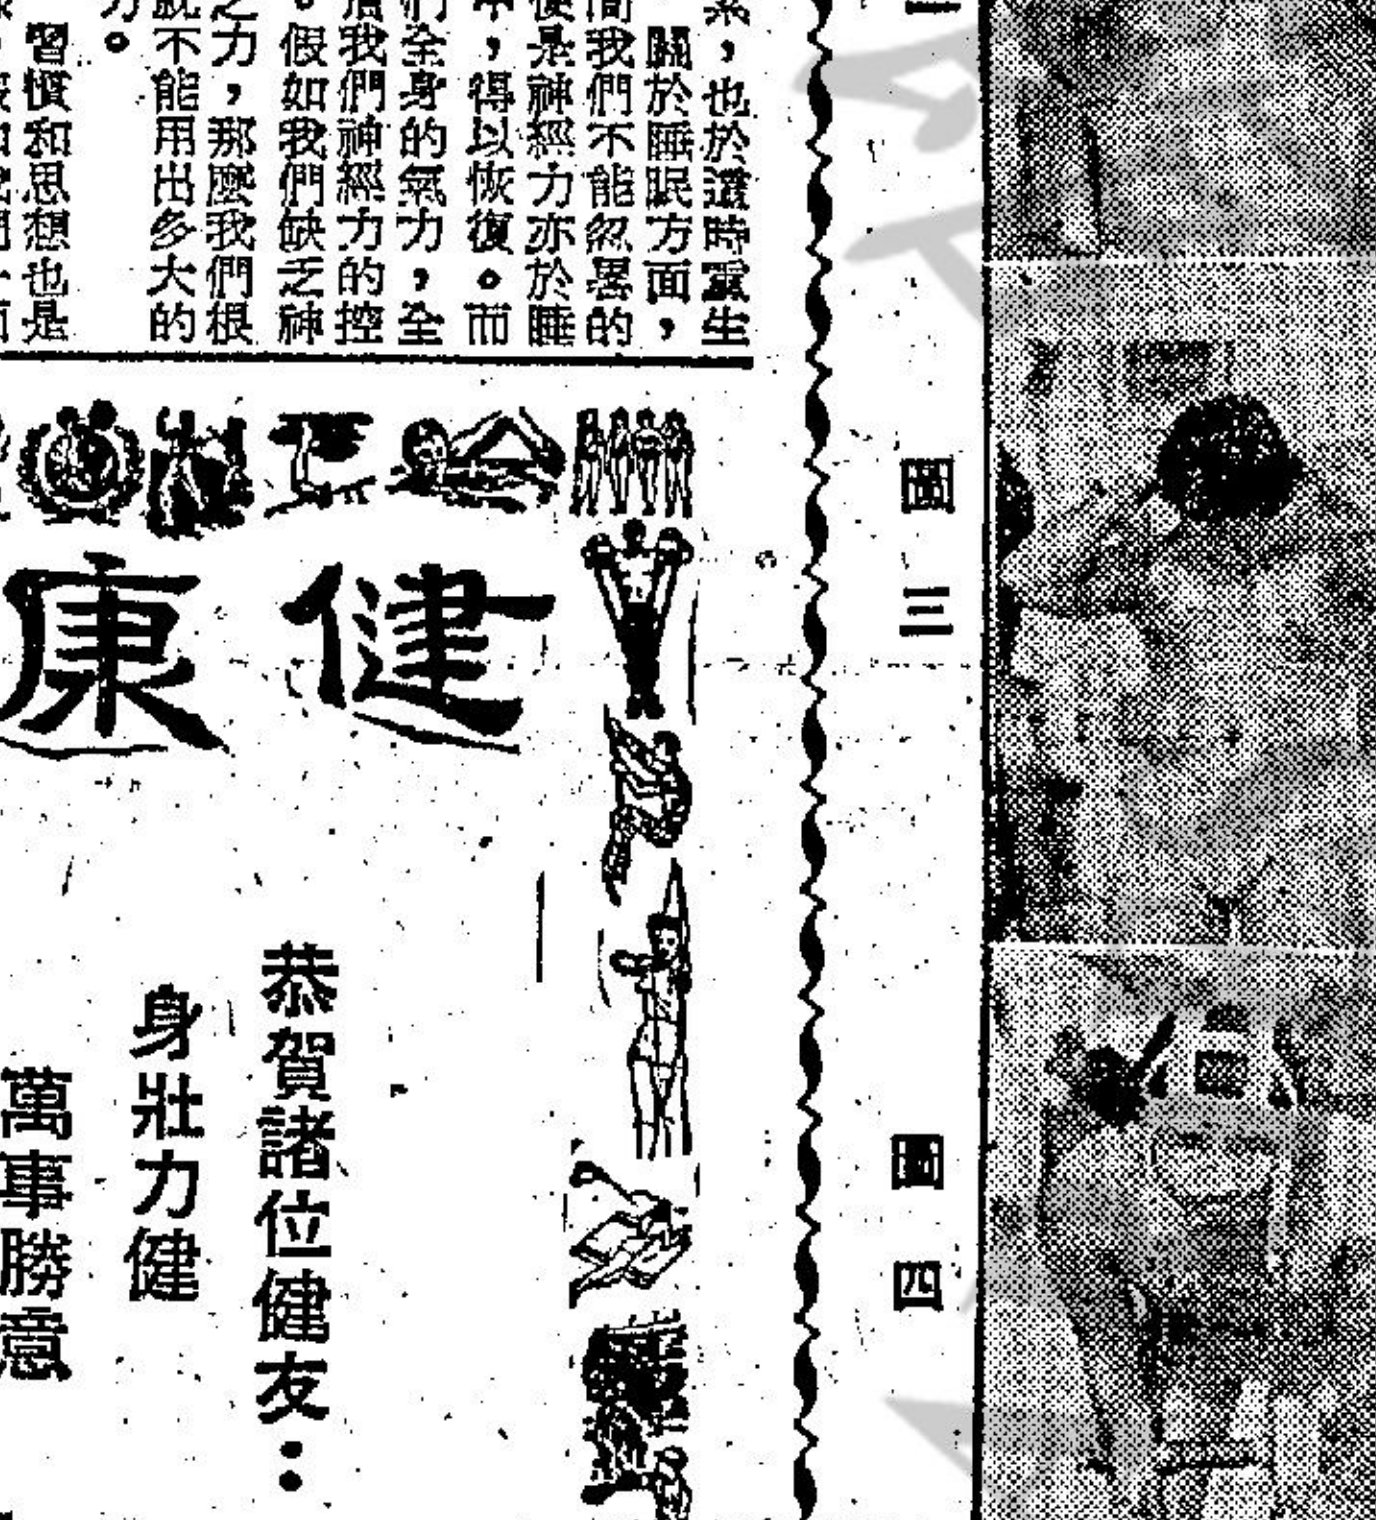 ，也於這時生
關於睡眠方面，
間我們不能忽畧的
便是神經力亦於睡
中，得以恢復。而
們全身的氣力，全
我們神經力的控
。假如我們缺乏神
之力，那麼我們根
就不能用出多大的
力。
習慣和思想也是
圖三
圖四
健康
恭賀諸位健友：
身壯力健
萬事勝意